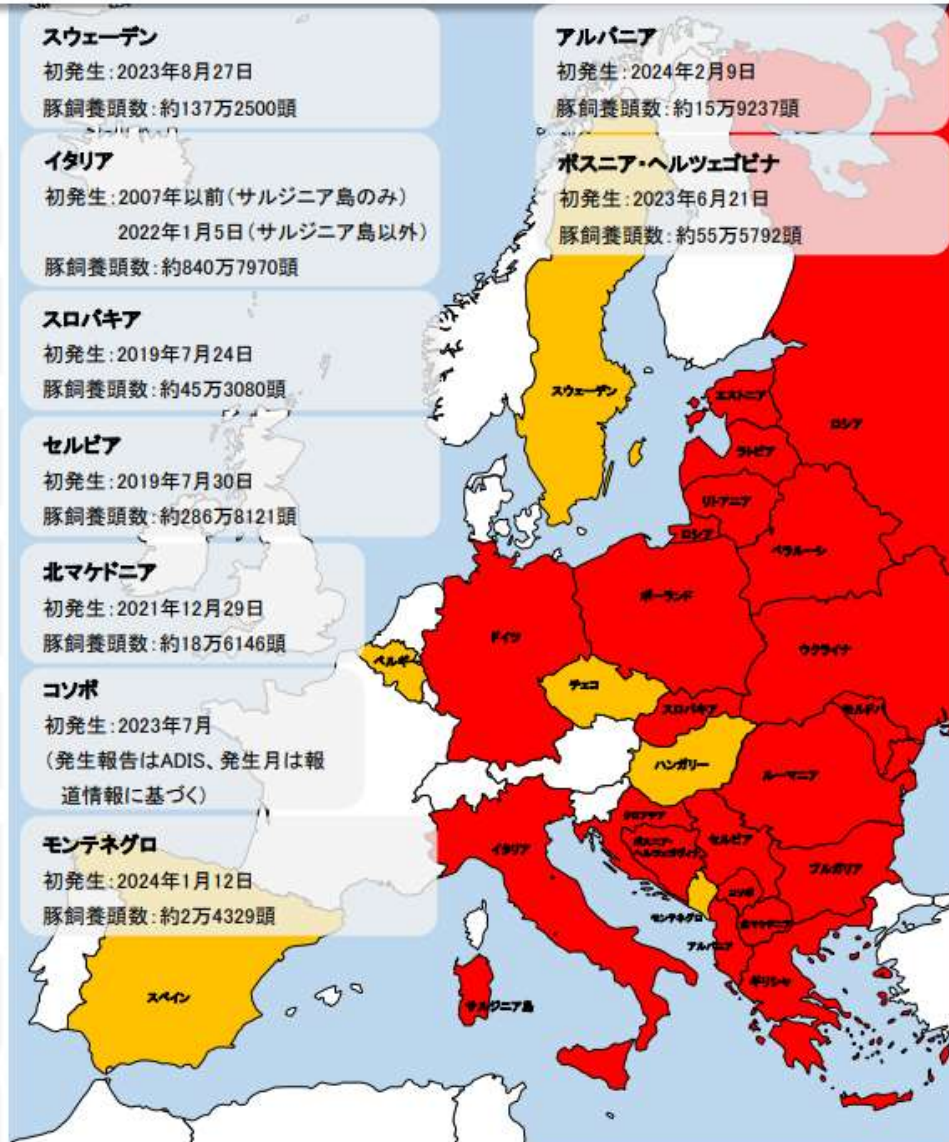 スウェーデン
初発生：2023年8月27日
豚飼養頭数：約137万2500頭
イタリア
初発生：2007年以前（サルジニア島のみ）
2022年1月5日（サルジニア島以外）
豚飼養頭数：約840万7970頭
スロバキア
初発生：2019年7月24日
豚飼養頭数：約45万3080頭
セルビア
初発生：2019年7月30日
豚飼養頭数：約286万8121頭
北マケドニア
初発生：2021年12月29日
豚飼養頭数：約18万6146頭
コソボ
初発生：2023年7月
（発生報告はADIS、発生月は報
道情報に基づく）
モンテネグロ
初発生：2024年1月12日
豚飼養頭数：約2万4329頭
アルバニア
初発生：2024年2月9日
豚飼養頭数：約15万9237頭
ボスニア・ヘルツェゴビナ
初発生：2023年6月21日
豚飼養頭数：約55万5792頭
スウェーデン
エストニア
ロシア
ラトビア
リトアニア
ロシア
ベラルーシ
ポーランド
ドイツ
ウクライナ
ベルギー
チェコ
スロバキア
モルドバ
ハンガリー
ルーマニア
クロアチア
イタリア
ボスニア・
ヘルツェゴヴィナ
セルビア
ブルガリア
コソボ
モンテネグロ
北マケドニア
アルバニア
ギリシャ
スペイン
サルジニア島